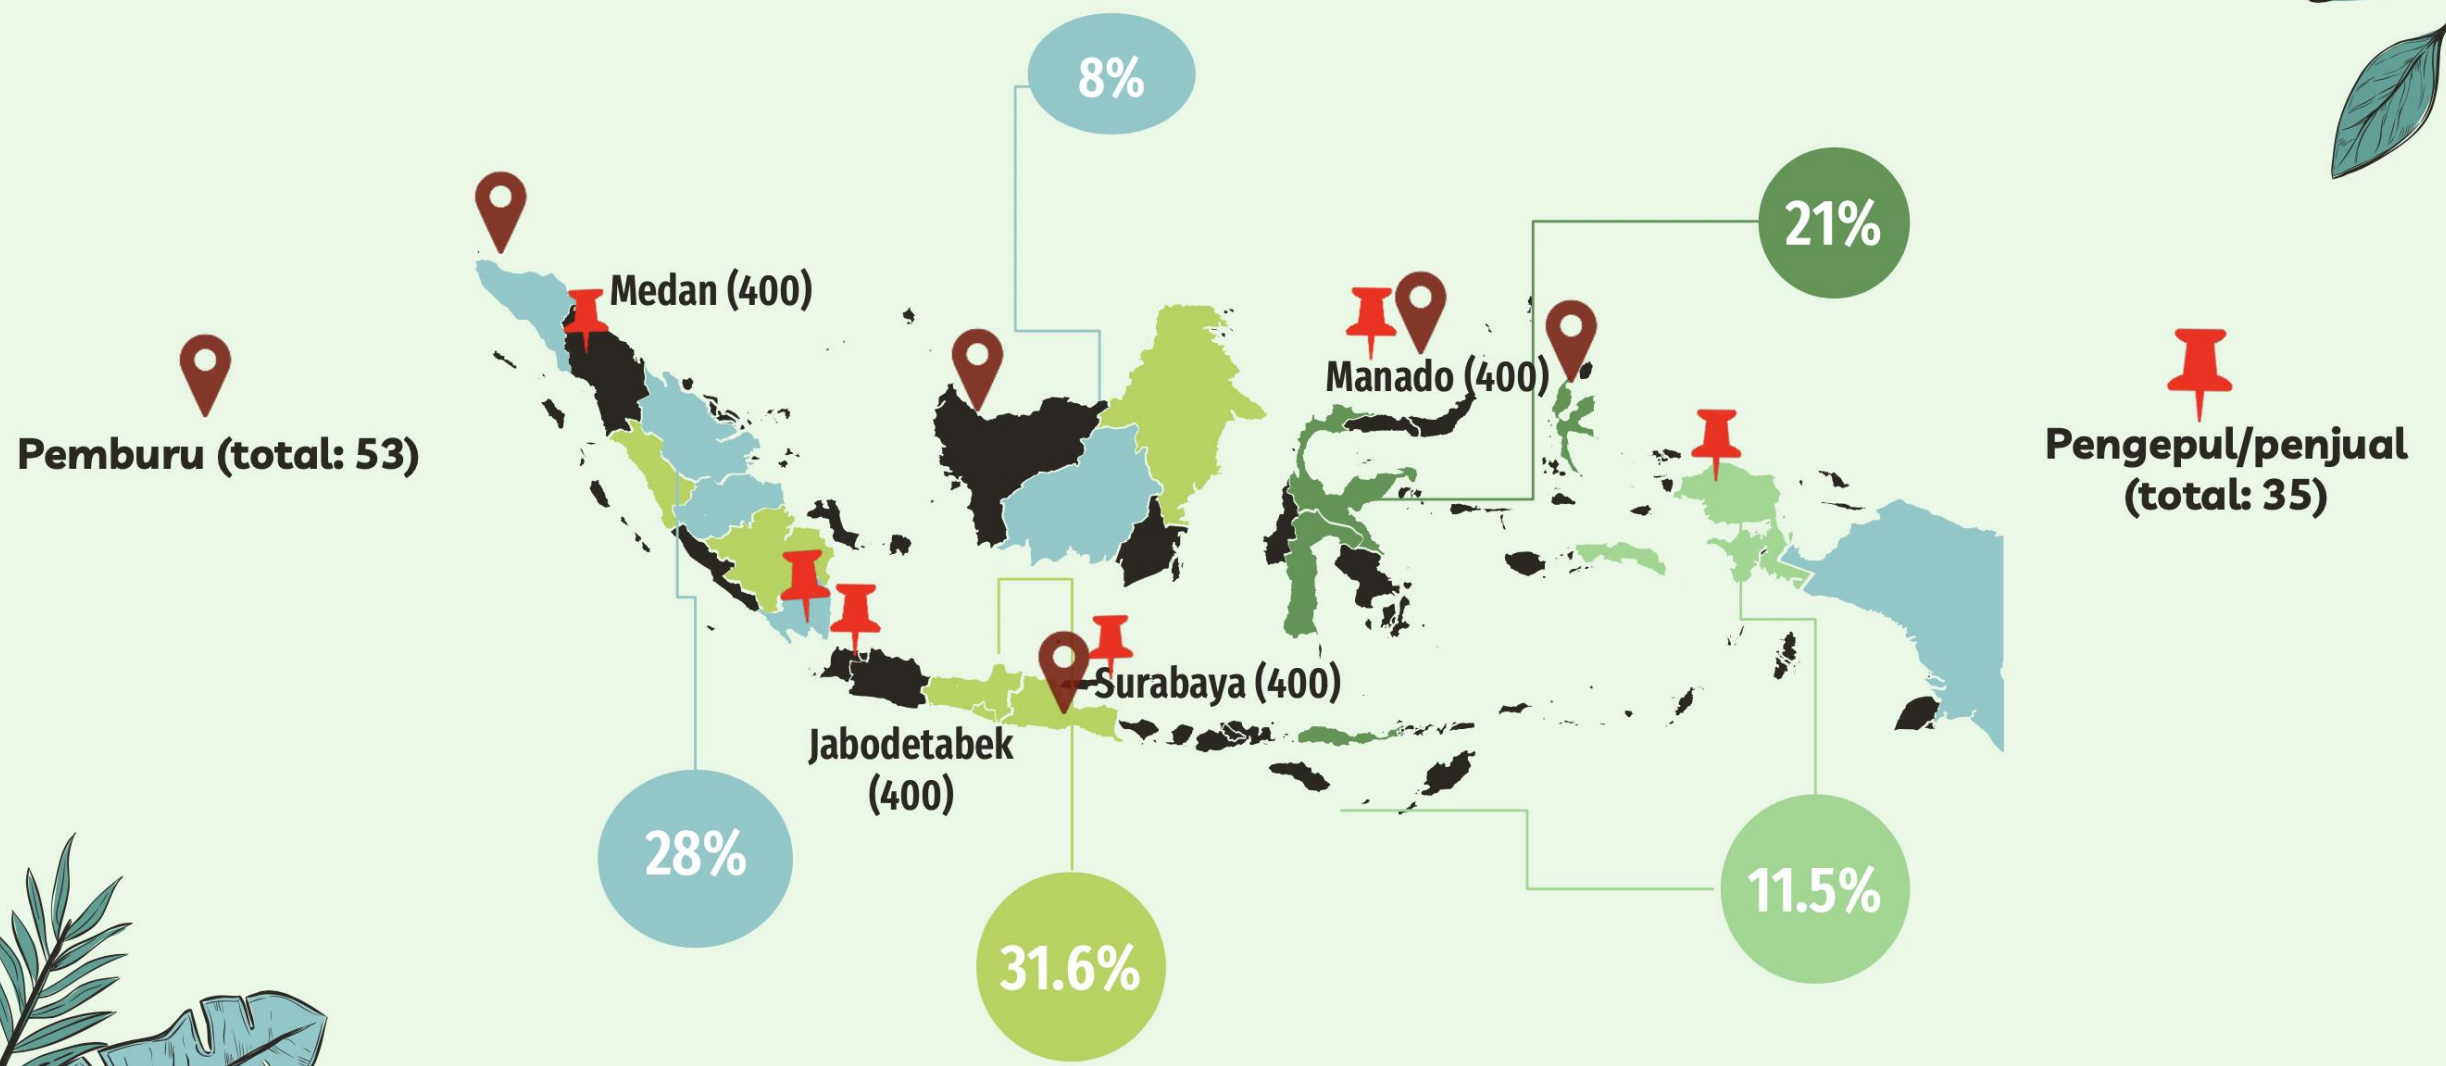 8%
21%
Medan (400)
Manado (400)
Pemburu (total: 53)
Pengepul/penjual
(total: 35)
Surabaya (400)
Jabodetabek
(400)
28%
11.5%
31.6%